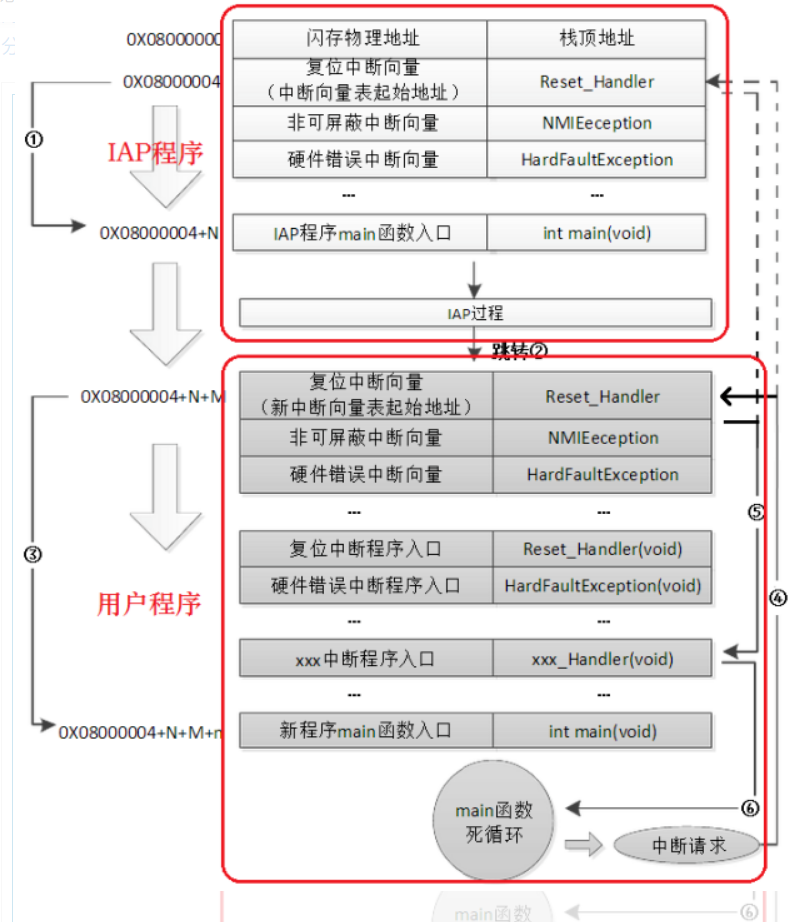 0X08000000
闪存物理地址
栈顶地址
0X08000004
复位中断向量
（中断向量表起始地址）
Reset_Handler
非可屏蔽中断向量
NMIEeception
①
IAP程序
硬件错误中断向量
HardFaultException
...
...
0X08000004+N
IAP程序main函数入口
int main(void)
IAP过程
跳转②
0X08000004+N+M
复位中断向量
（新中断向量表起始地址）
Reset_Handler
非可屏蔽中断向量
NMIEeception
硬件错误中断向量
HardFaultException
...
...
⑤
③
复位中断程序入口
Reset_Handler(void)
用户程序
硬件错误中断程序入口
HardFaultException(void)
④
...
...
xxx中断程序入口
xxx_Handler(void)
...
...
0X08000004+N+M+n
新程序main函数入口
int main(void)
main函数
死循环
⑥
中断请求
main函数
⑥